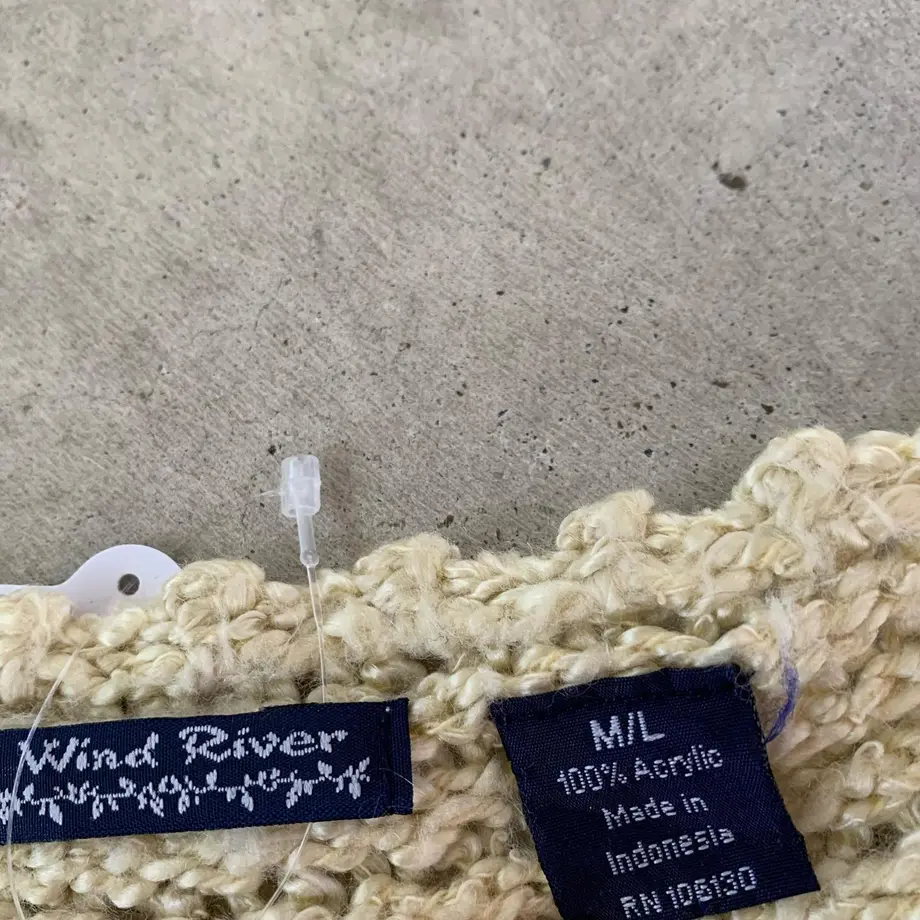 Wind River
M/L
100% Acrylic
Made in
Indonesia
RN 106130